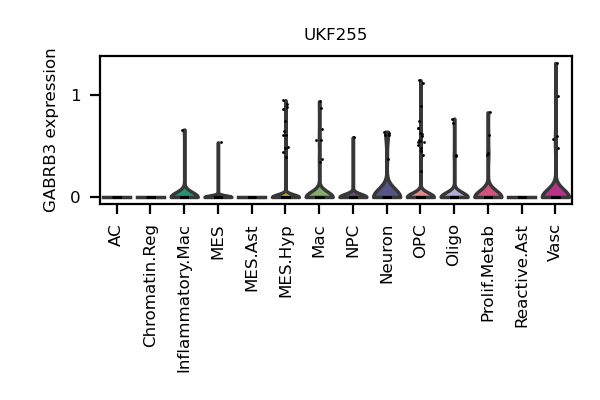 UKF255
GABRB3 expression
1
0
AC
Chromatin.Reg
Inflammatory.Mac
MES
MES.Ast
MES.Hyp
Mac
NPC
Neuron
OPC
Oligo
Prolif.Metab
Reactive.Ast
Vasc